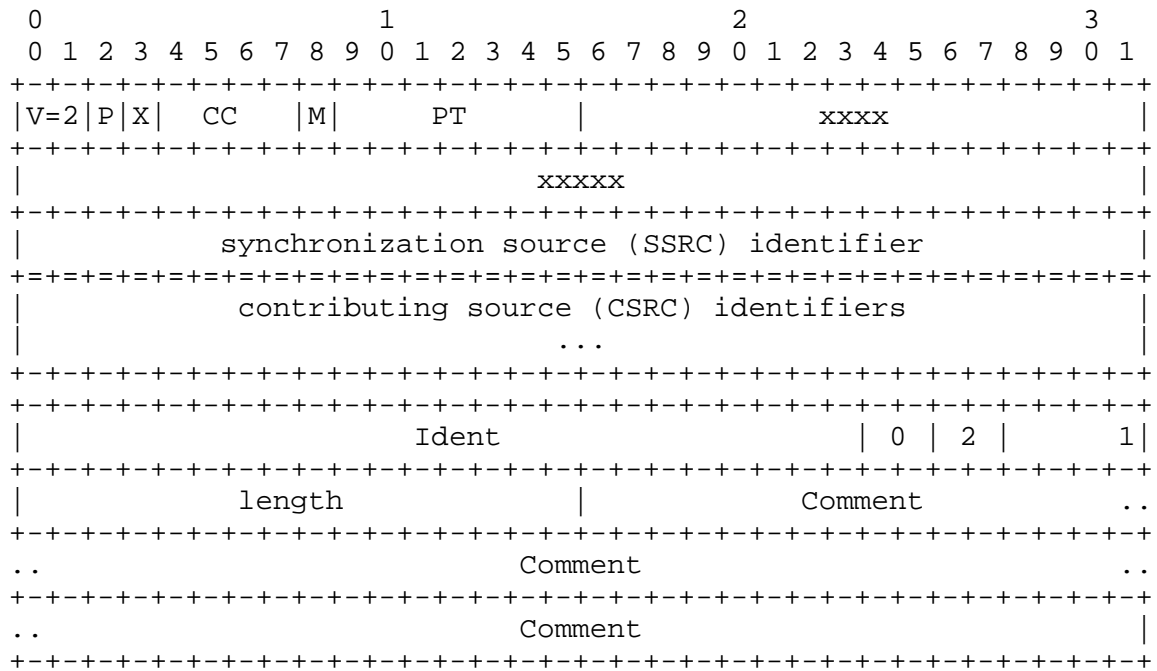 0                   1                   2                   3
 0 1 2 3 4 5 6 7 8 9 0 1 2 3 4 5 6 7 8 9 0 1 2 3 4 5 6 7 8 9 0 1
+-+-+-+-+-+-+-+-+-+-+-+-+-+-+-+-+-+-+-+-+-+-+-+-+-+-+-+-+-+-+-+-+
|V=2|P|X|  CC   |M|     PT      |             xxxx              |
+-+-+-+-+-+-+-+-+-+-+-+-+-+-+-+-+-+-+-+-+-+-+-+-+-+-+-+-+-+-+-+-+
|                             xxxxx                             |
+-+-+-+-+-+-+-+-+-+-+-+-+-+-+-+-+-+-+-+-+-+-+-+-+-+-+-+-+-+-+-+-+
|           synchronization source (SSRC) identifier            |
+=+=+=+=+=+=+=+=+=+=+=+=+=+=+=+=+=+=+=+=+=+=+=+=+=+=+=+=+=+=+=+=+
|            contributing source (CSRC) identifiers             |
|                              ...                              |
+-+-+-+-+-+-+-+-+-+-+-+-+-+-+-+-+-+-+-+-+-+-+-+-+-+-+-+-+-+-+-+-+
+-+-+-+-+-+-+-+-+-+-+-+-+-+-+-+-+-+-+-+-+-+-+-+-+-+-+-+-+-+-+-+-+
|                      Ident                    | 0 | 2 |      1|
+-+-+-+-+-+-+-+-+-+-+-+-+-+-+-+-+-+-+-+-+-+-+-+-+-+-+-+-+-+-+-+-+
|            length             |            Comment           ..
+-+-+-+-+-+-+-+-+-+-+-+-+-+-+-+-+-+-+-+-+-+-+-+-+-+-+-+-+-+-+-+-+
..                           Comment                           ..
+-+-+-+-+-+-+-+-+-+-+-+-+-+-+-+-+-+-+-+-+-+-+-+-+-+-+-+-+-+-+-+-+
..                           Comment                            |
+-+-+-+-+-+-+-+-+-+-+-+-+-+-+-+-+-+-+-+-+-+-+-+-+-+-+-+-+-+-+-+-+